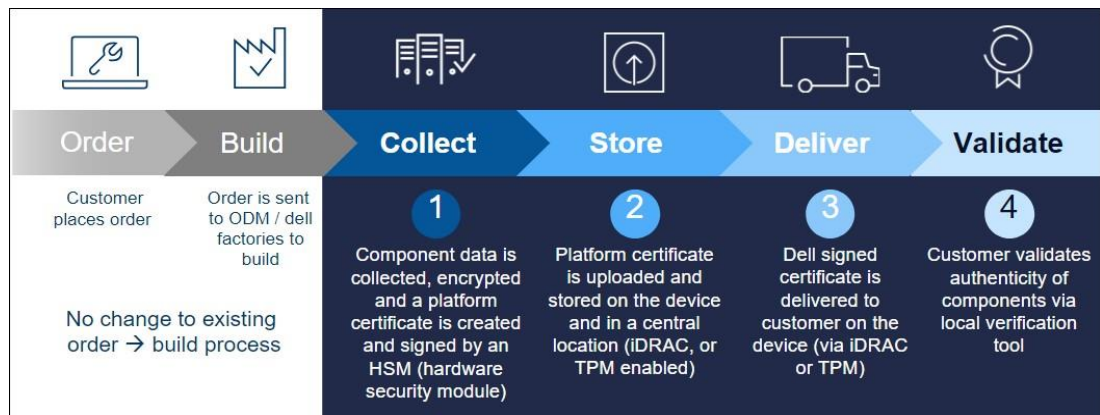 Order
Build
Collect
Store
Deliver
Validate
Customer
places order
Order is sent
to ODM / dell
factories to
build
No change to existing
order → build process
1
Component data is
collected, encrypted
and a platform
certificate is created
and signed by an
HSM (hardware
security module)
2
Platform certificate
is uploaded and
stored on the device
and in a central
location (iDRAC, or
TPM enabled)
3
Dell signed
certificate is
delivered to
customer on the
device (via iDRAC
or TPM)
4
Customer validates
authenticity of
components via
local verification
tool